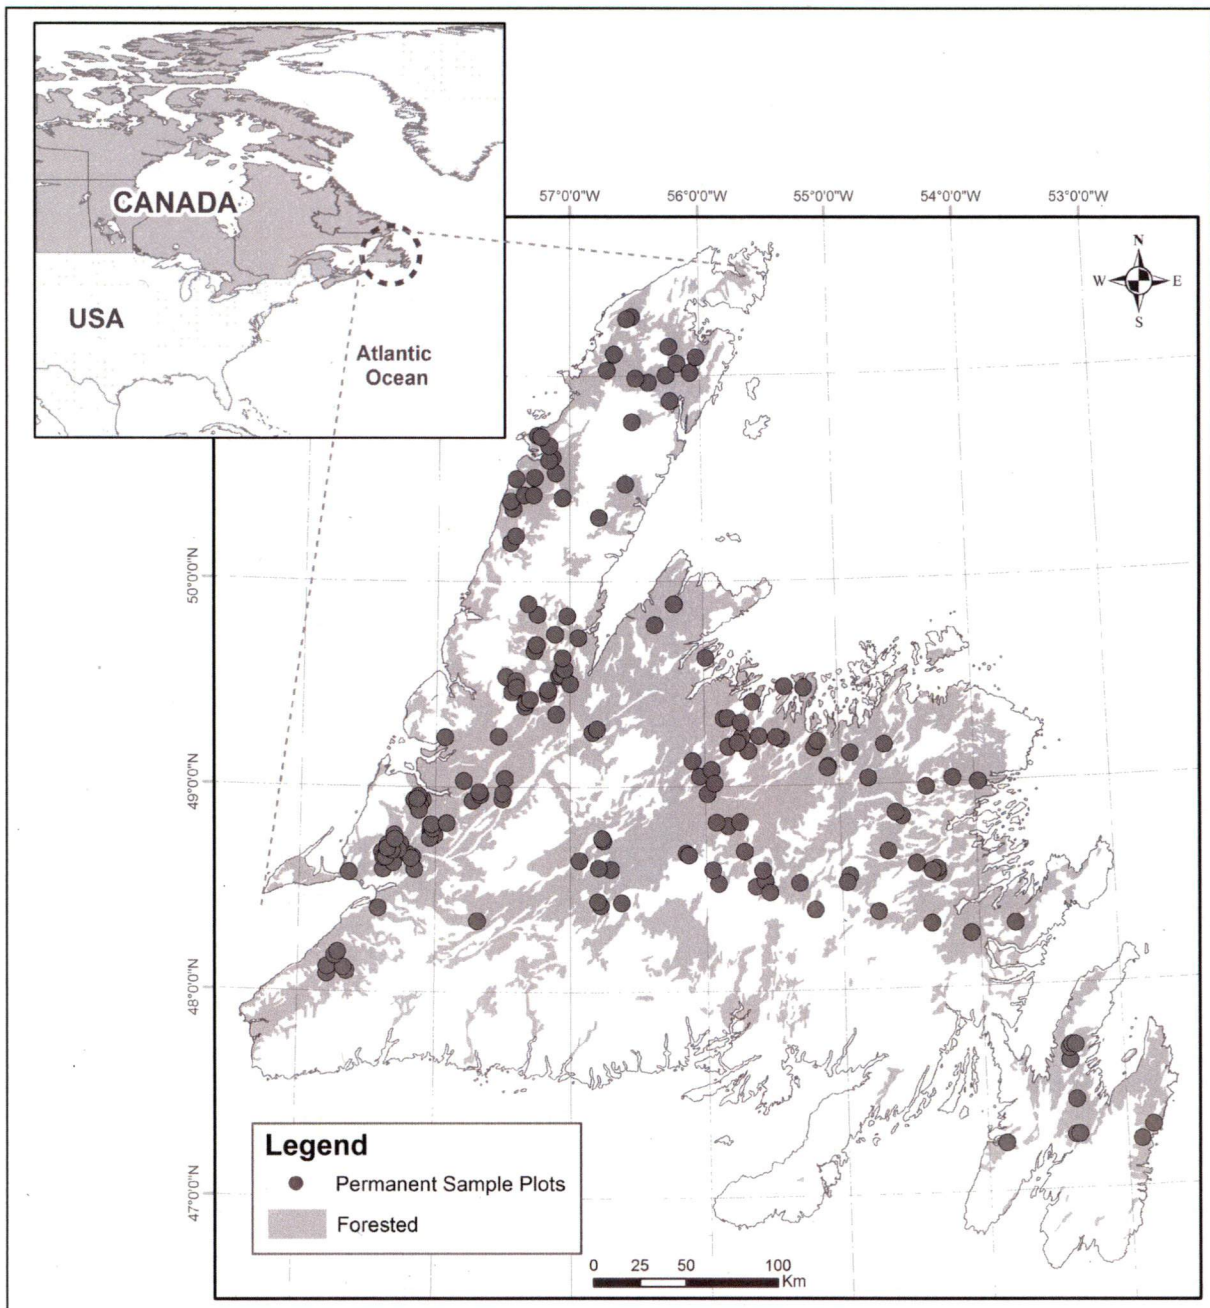 CANADA
USA
Atlantic
Ocean
57°0'0"W
56°0'0"W
55°0'0"W
54°0'0"W
53°0'0"W
N
W
E
S
50°0'0"N
49°0'0"N
48°0'0"N
47°0'0"N
Legend
Permanent Sample Plots
Forested
0 25 50 100
Km